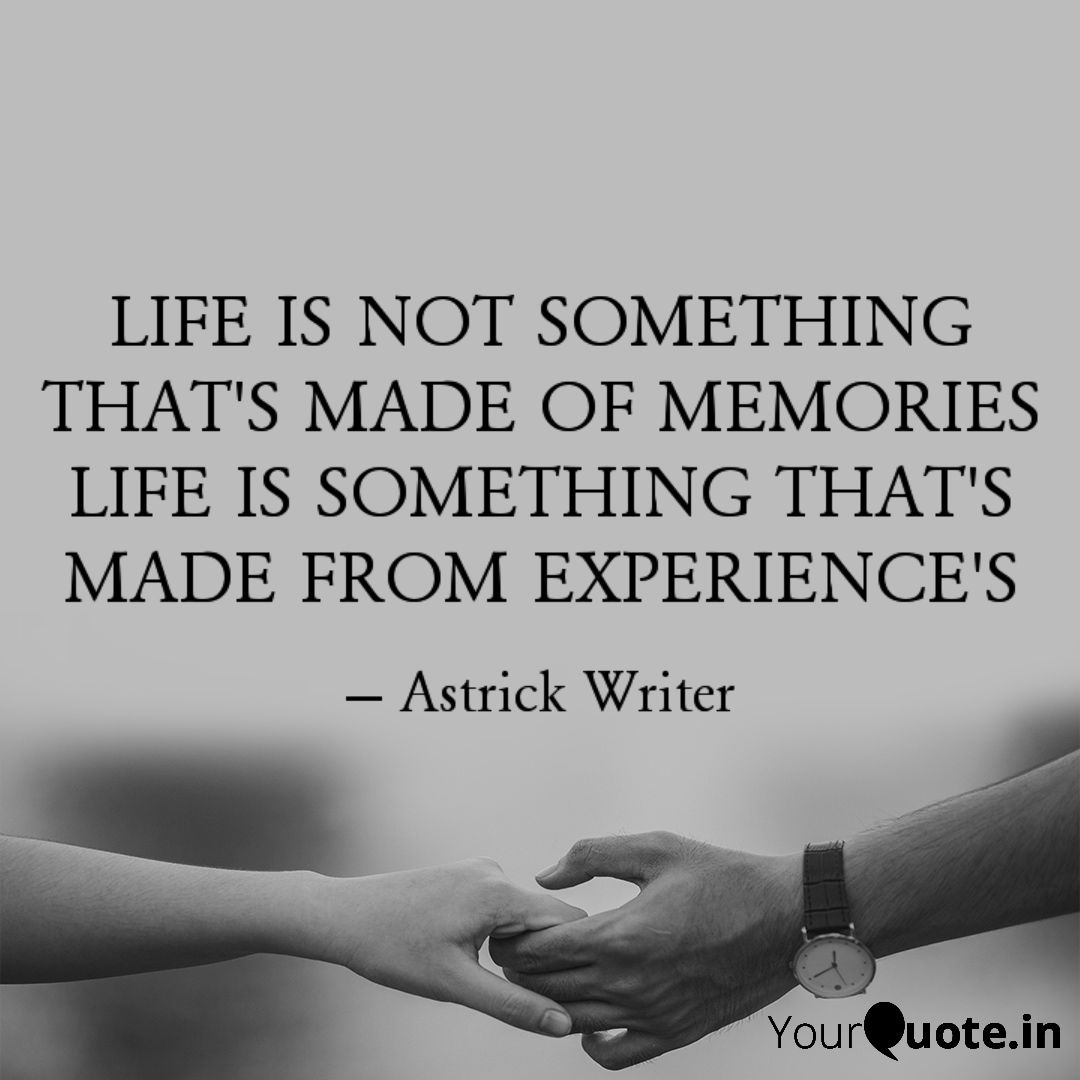 LIFE IS NOT SOMETHING
THAT'S MADE OF MEMORIES
LIFE IS SOMETHING THAT'S
MADE FROM EXPERIENCE'S
— Astrick Writer
YourQuote.in